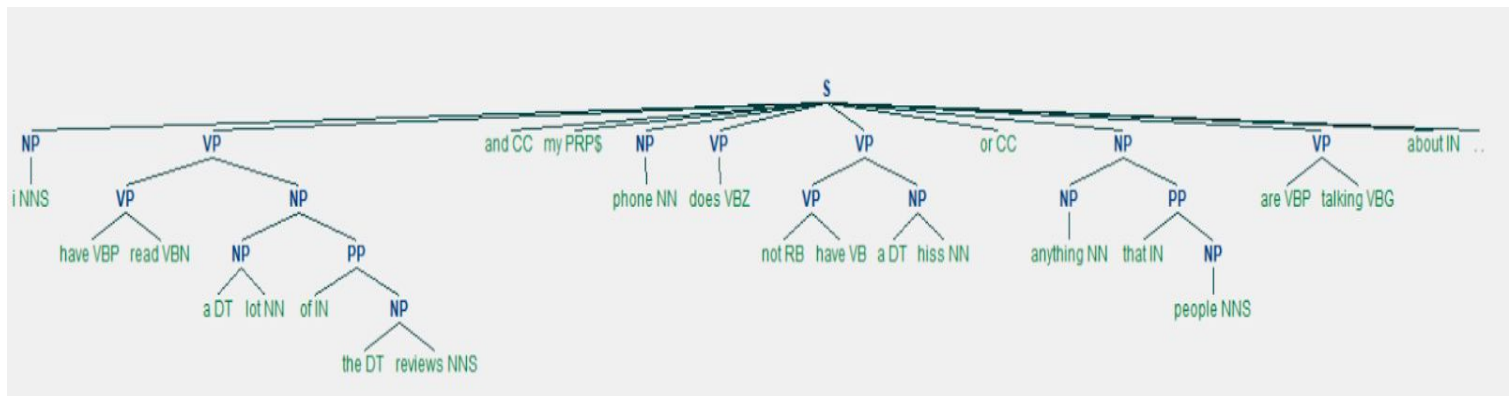 S
NP VP and CC my PRP$ NP VP VP or CC NP VP about IN . .
i NNS VP NP phone NN does VBZ VP NP NP PP are VBP talking VBG
have VBP read VBN NP PP not RB have VB a DT hiss NN anything NN that IN NP
a DT lot NN of IN NP people NNS
the DT reviews NNS